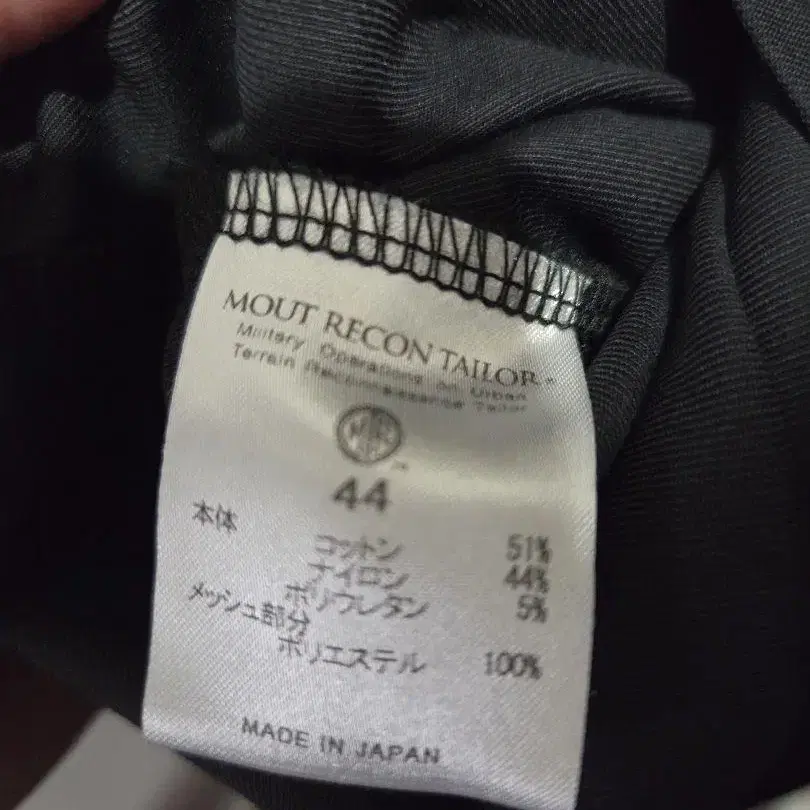 MOUT RECON TAILOR
Military Operations on Urban
Terrain Reconnaissance Tailor
44
本体
コットン 51%
ナイロン 44%
ポリウレタン 5%
メッシュ部分
ポリエステル 100%
MADE IN JAPAN